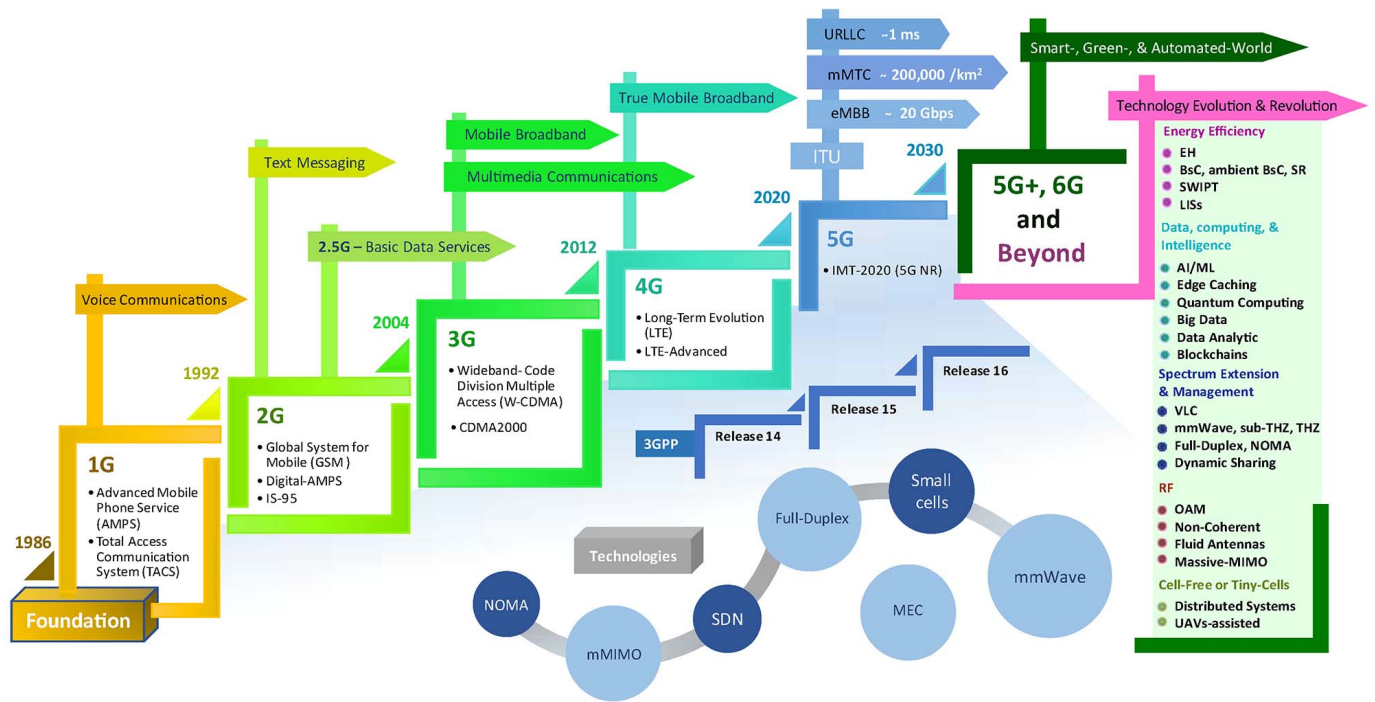 Foundation
1986
1G
• Advanced Mobile
Phone Service
(AMPS)
• Total Access
Communication
System (TACS)
Voice Communications
1992
2G
• Global System for
Mobile (GSM )
• Digital-AMPS
• IS-95
Text Messaging
2.5G – Basic Data Services
2004
3G
• Wideband- Code
Division Multiple
Access (W-CDMA)
• CDMA2000
Mobile Broadband
Multimedia Communications
2012
4G
• Long-Term Evolution
(LTE)
• LTE-Advanced
True Mobile Broadband
2020
5G
• IMT-2020 (5G NR)
ITU
URLLC ~1 ms
mMTC ~ 200,000 /km²
eMBB ~ 20 Gbps
2030
5G+, 6G
and
Beyond
Smart-, Green-, & Automated-World
Technology Evolution & Revolution
Energy Efficiency
EH
BsC, ambient BsC, SR
SWIPT
LISs
Data, computing, &
Intelligence
AI/ML
Edge Caching
Quantum Computing
Big Data
Data Analytic
Blockchains
Spectrum Extension
& Management
VLC
mmWave, sub-THZ, THZ
Full-Duplex, NOMA
Dynamic Sharing
RF
OAM
Non-Coherent
Fluid Antennas
Massive-MIMO
Cell-Free or Tiny-Cells
Distributed Systems
UAVs-assisted
3GPP
Release 14
Release 15
Release 16
Technologies
NOMA
mMIMO
SDN
Full-Duplex
Small
cells
MEC
mmWave